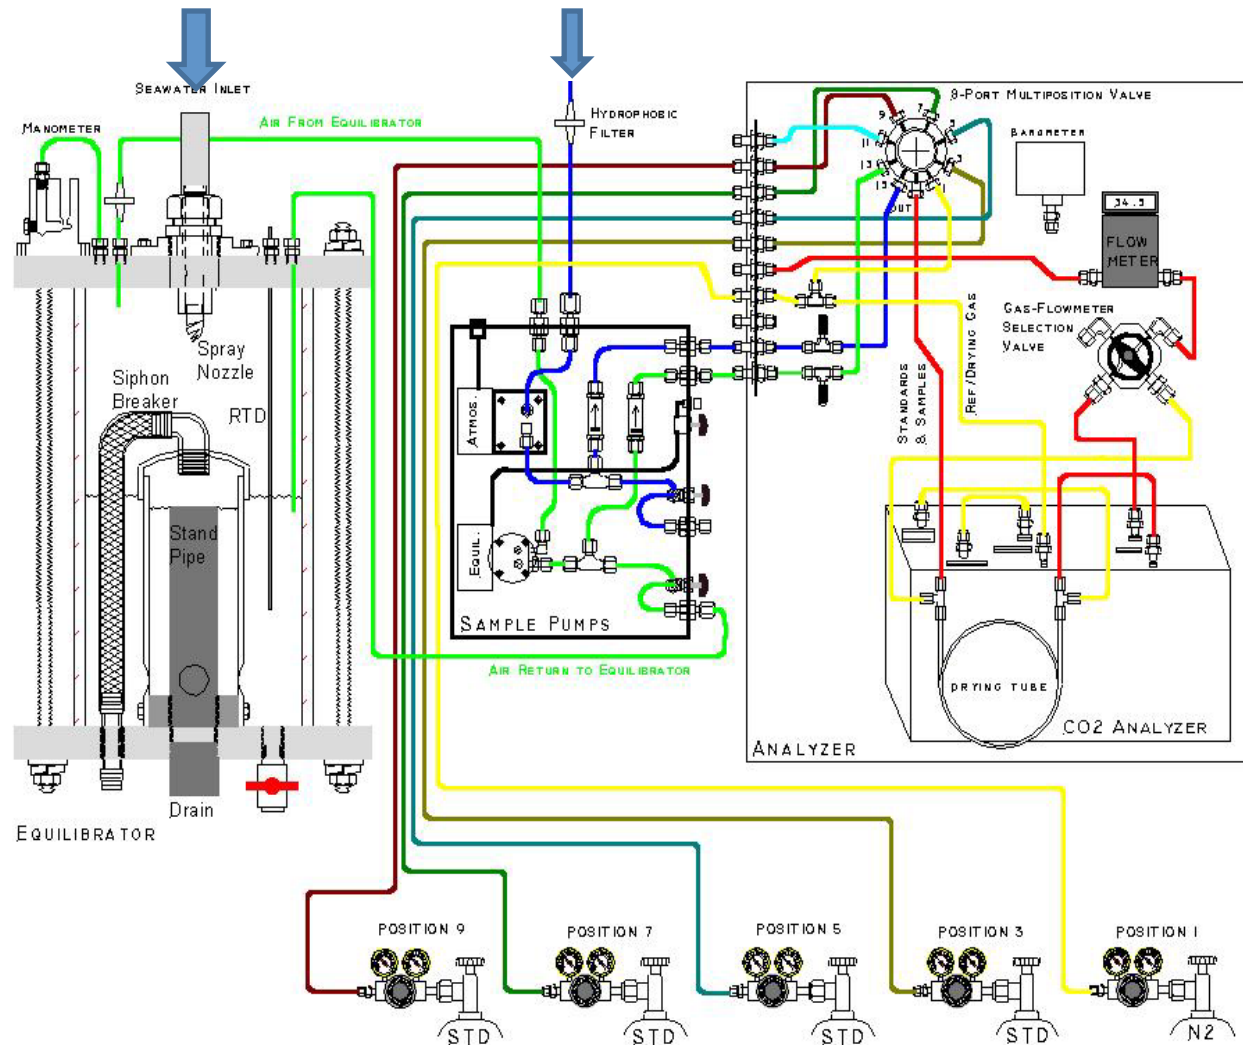 SEAWATER INLET
MANOMETER
AIR FROM EQUILIBRATOR
HYDROPHOBIC
FILTER
8-PORT MULTIPOSITION VALVE
BAROMETER
9
7
5
11
3
13
15
1
OUT
34.5
FLOW
METER
GAS-FLOWMETER
SELECTION
VALVE
Spray
Nozzle
Siphon
Breaker
RTD
ATMOS.
STANDARDS
& SAMPLES
REF/DRYING GAS
Stand
Pipe
EQUIL.
SAMPLE PUMPS
AIR RETURN TO EQUILIBRATOR
DRYING TUBE
CO2 ANALYZER
ANALYZER
Drain
EQUILIBRATOR
POSITION 9
POSITION 7
POSITION 5
POSITION 3
POSITION 1
STD
STD
STD
STD
N2